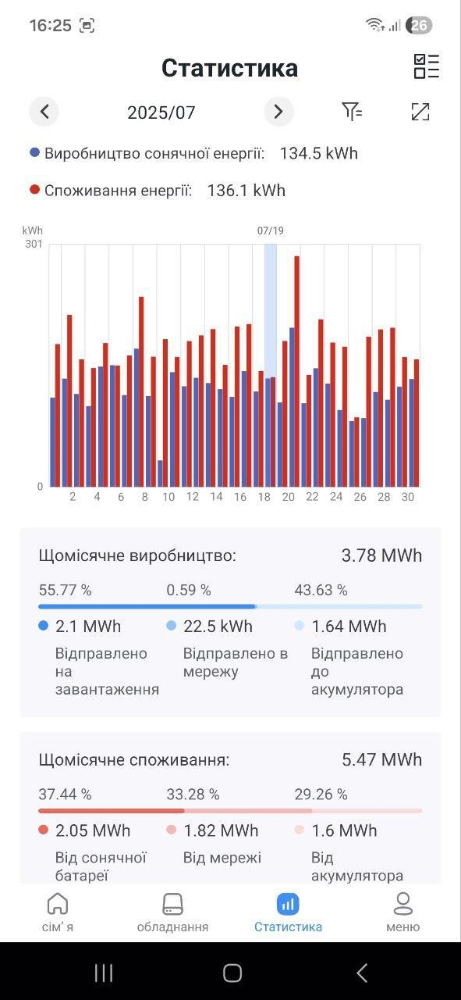 16:25
26
Статистика
2025/07
Виробництво сонячної енергії: 134.5 kWh
Споживання енергії: 136.1 kWh
kWh
07/19
301
0
2 4 6 8 10 12 14 16 18 20 22 24 26 28 30
Щомісячне виробництво: 3.78 MWh
55.77 % 0.59 % 43.63 %
2.1 MWh 22.5 kWh 1.64 MWh
Відправлено Відправлено в Відправлено
на мережу до
завантаження акумулятора
Щомісячне споживання: 5.47 MWh
37.44 % 33.28 % 29.26 %
2.05 MWh 1.82 MWh 1.6 MWh
Від сонячної Від мережі Від
батареї акумулятора
сім' я обладнання Статистика меню